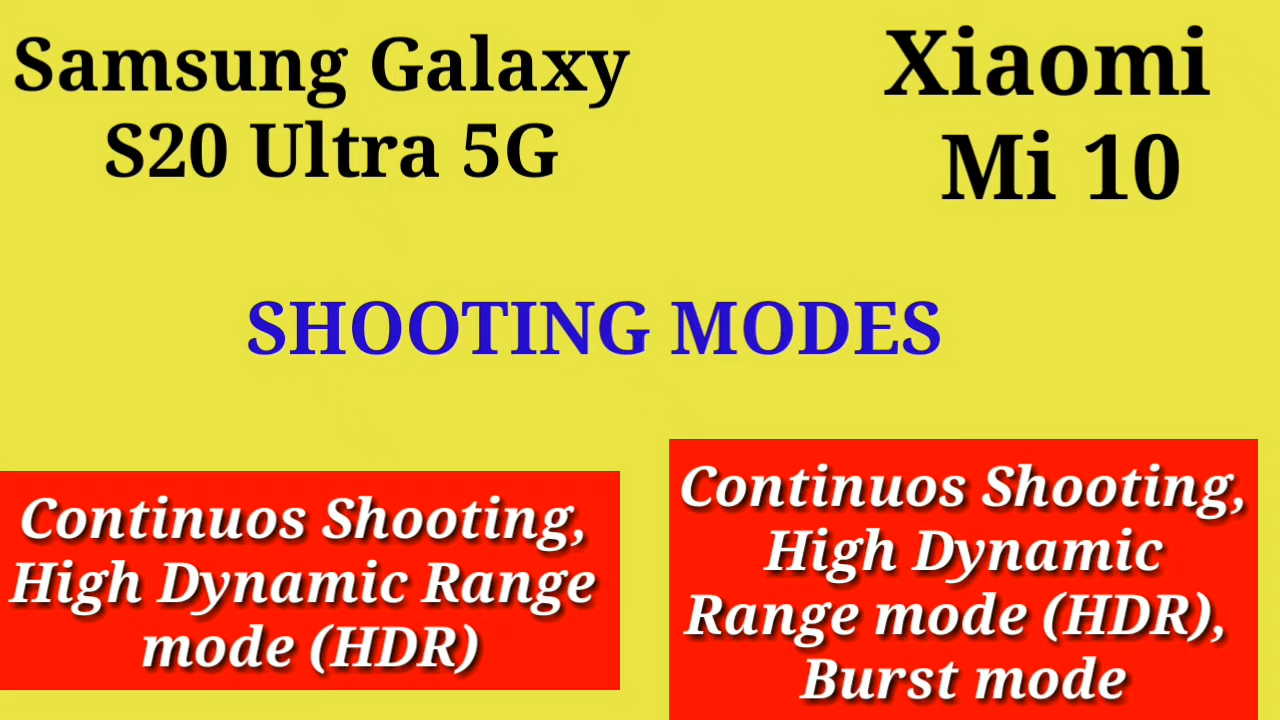 Samsung Galaxy
S20 Ultra 5G
Xiaomi
Mi 10
SHOOTING MODES
Continuos Shooting,
High Dynamic Range
mode (HDR)
Continuos Shooting,
High Dynamic
Range mode (HDR),
Burst mode